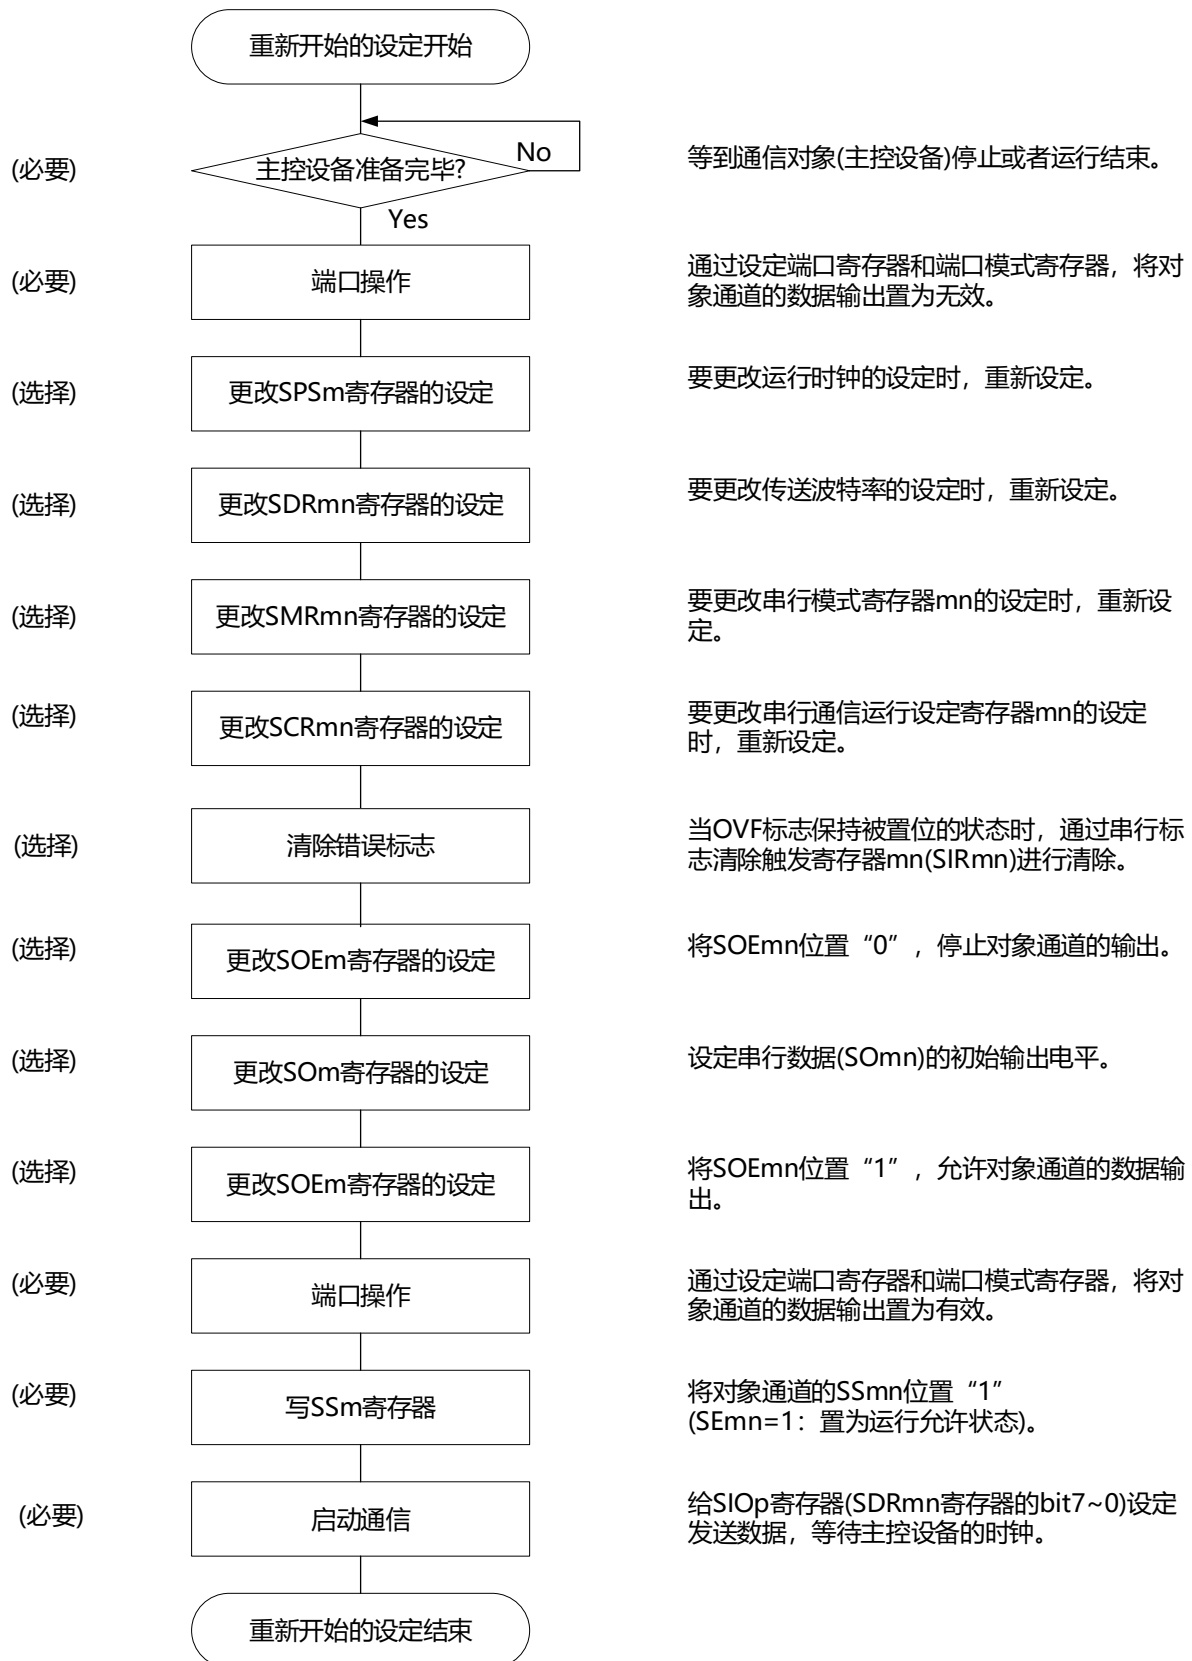 重新开始的设定开始
(必要)
主控设备准备完毕?
No
等到通信对象(主控设备)停止或者运行结束。
Yes
(必要)
端口操作
通过设定端口寄存器和端口模式寄存器，将对
象通道的数据输出置为无效。
(选择)
更改SPSm寄存器的设定
要更改运行时钟的设定时，重新设定。
(选择)
更改SDRmn寄存器的设定
要更改传送波特率的设定时，重新设定。
(选择)
更改SMRmn寄存器的设定
要更改串行模式寄存器mn的设定时，重新设
定。
(选择)
更改SCRmn寄存器的设定
要更改串行通信运行设定寄存器mn的设定
时，重新设定。
(选择)
清除错误标志
当OVF标志保持被置位的状态时，通过串行标
志清除触发寄存器mn(SIRmn)进行清除。
(选择)
更改SOEm寄存器的设定
将SOEmn位置“0”，停止对象通道的输出。
(选择)
更改SOm寄存器的设定
设定串行数据(SOmn)的初始输出电平。
(选择)
更改SOEm寄存器的设定
将SOEmn位置“1”，允许对象通道的数据输
出。
(必要)
端口操作
通过设定端口寄存器和端口模式寄存器，将对
象通道的数据输出置为有效。
(必要)
写SSm寄存器
将对象通道的SSmn位置“1”
(SEmn=1：置为运行允许状态)。
(必要)
启动通信
给SIOp寄存器(SDRmn寄存器的bit7~0)设定
发送数据，等待主控设备的时钟。
重新开始的设定结束